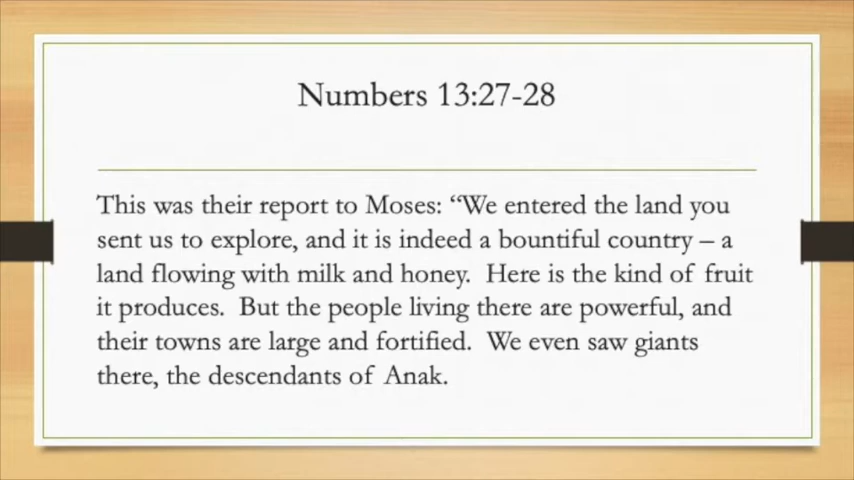 Numbers 13:27-28
This was their report to Moses: “We entered the land you
sent us to explore, and it is indeed a bountiful country – a
land flowing with milk and honey.  Here is the kind of fruit
it produces.  But the people living there are powerful, and
their towns are large and fortified.  We even saw giants
there, the descendants of Anak.